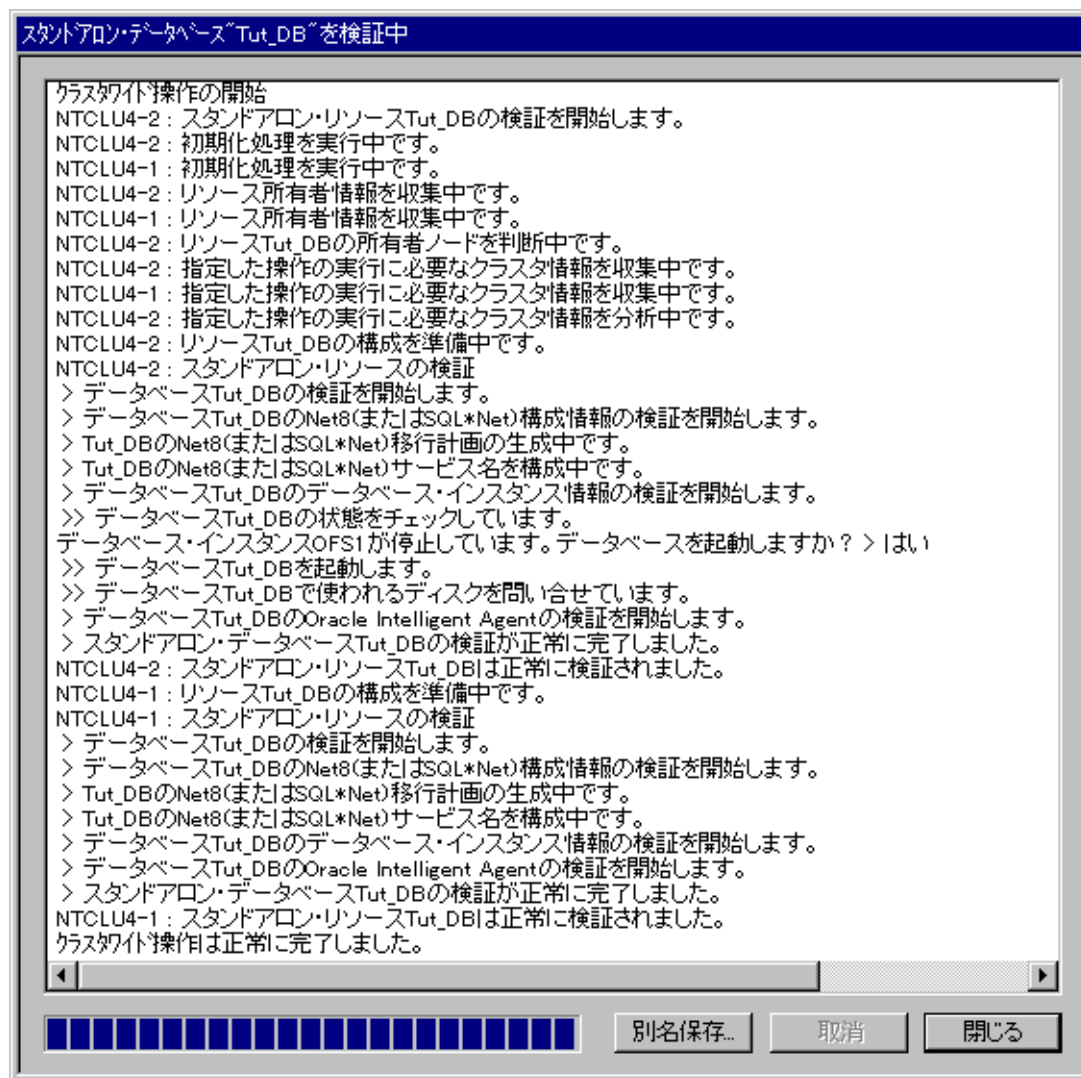 ｽﾀﾝﾄﾞｱﾛﾝ･ﾃﾞｰﾀﾍﾞｰｽ"Tut_DB"を検証中
ｸﾗｽﾀﾜｲﾄﾞ操作の開始
NTCLU4-2 : スタンドアロン・リソースTut_DBの検証を開始します。
NTCLU4-2 : 初期化処理を実行中です。
NTCLU4-1 : 初期化処理を実行中です。
NTCLU4-2 : リソース所有者情報を収集中です。
NTCLU4-1 : リソース所有者情報を収集中です。
NTCLU4-2 : リソースTut_DBの所有者ノードを判断中です。
NTCLU4-2 : 指定した操作の実行に必要なクラスタ情報を収集中です。
NTCLU4-1 : 指定した操作の実行に必要なクラスタ情報を収集中です。
NTCLU4-2 : 指定した操作の実行に必要なクラスタ情報を分析中です。
NTCLU4-2 : リソースTut_DBの構成を準備中です。
NTCLU4-2 : スタンドアロン・リソースの検証
> データベースTut_DBの検証を開始します。
> データベースTut_DBのNet8(またはSQL*Net)構成情報の検証を開始します。
> Tut_DBのNet8(またはSQL*Net)移行計画の生成中です。
> Tut_DBのNet8(またはSQL*Net)サービス名を構成中です。
> データベースTut_DBのデータベース・インスタンス情報の検証を開始します。
>> データベースTut_DBの状態をチェックしています。
データベース・インスタンスOFS1が停止しています。データベースを起動しますか？ > はい
>> データベースTut_DBを起動します。
>> データベースTut_DBで使われるディスクを問い合せています。
> データベースTut_DBのOracle Intelligent Agentの検証を開始します。
> スタンドアロン・データベースTut_DBの検証が正常に完了しました。
NTCLU4-2 : スタンドアロン・リソースTut_DBは正常に検証されました。
NTCLU4-1 : リソースTut_DBの構成を準備中です。
NTCLU4-1 : スタンドアロン・リソースの検証
> データベースTut_DBの検証を開始します。
> データベースTut_DBのNet8(またはSQL*Net)構成情報の検証を開始します。
> Tut_DBのNet8(またはSQL*Net)移行計画の生成中です。
> Tut_DBのNet8(またはSQL*Net)サービス名を構成中です。
> データベースTut_DBのデータベース・インスタンス情報の検証を開始します。
> データベースTut_DBのOracle Intelligent Agentの検証を開始します。
> スタンドアロン・データベースTut_DBの検証が正常に完了しました。
NTCLU4-1 : スタンドアロン・リソースTut_DBは正常に検証されました。
ｸﾗｽﾀﾜｲﾄﾞ操作は正常に完了しました。
別名保存... 取消 閉じる